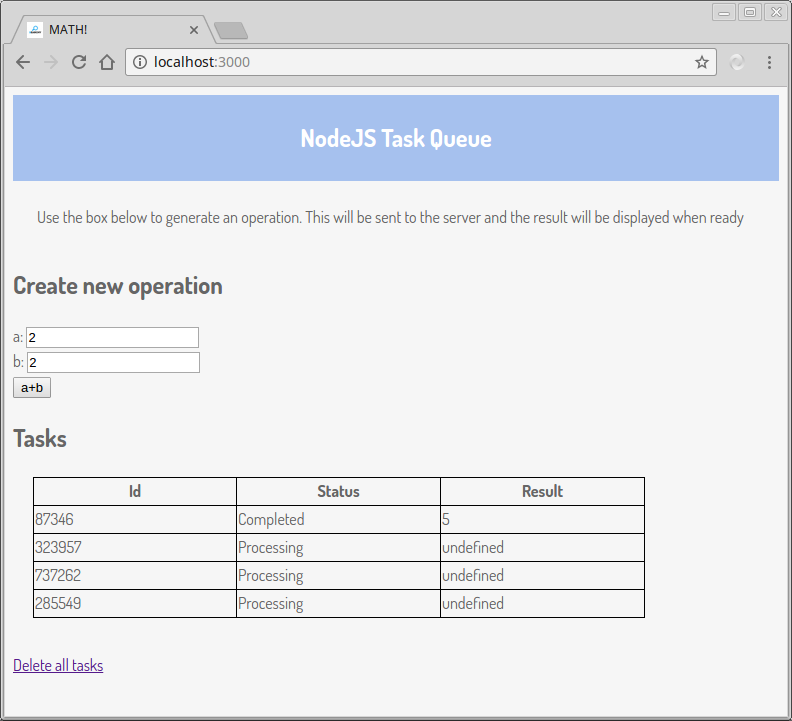 MATH!
localhost:3000
NodeJS Task Queue
Use the box below to generate an operation. This will be sent to the server and the result will be displayed when ready
Create new operation
a: 2
b: 2
a+b
Tasks
Id Status Result
87346 Completed 5
323957 Processing undefined
737262 Processing undefined
285549 Processing undefined
Delete all tasks